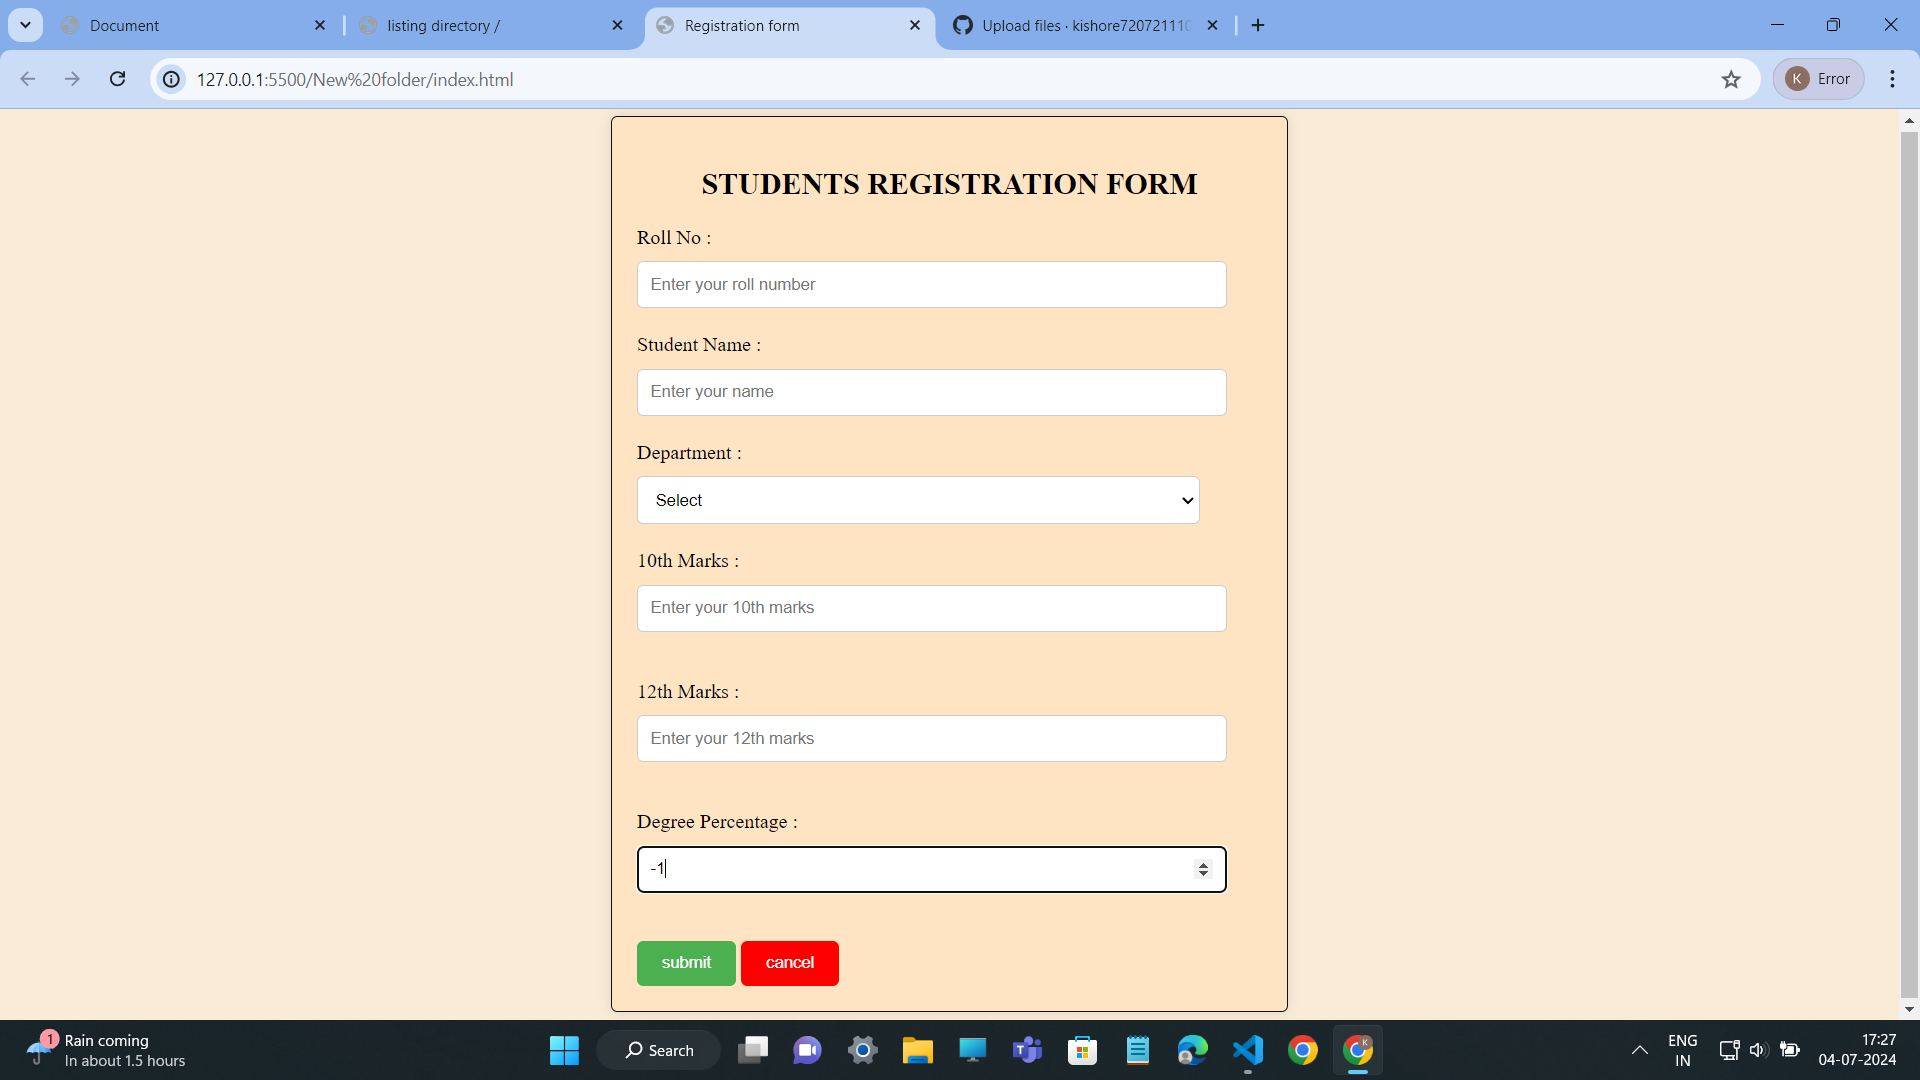 Document
listing directory /
Registration form
Upload files · kishore720721110
127.0.0.1:5500/New%20folder/index.html
K
Error
STUDENTS REGISTRATION FORM
Roll No :
Enter your roll number
Student Name :
Enter your name
Department :
Select
10th Marks :
Enter your 10th marks
12th Marks :
Enter your 12th marks
Degree Percentage :
-1
submit
cancel
1
Rain coming
In about 1.5 hours
Search
K
ENG
IN
17:27
04-07-2024